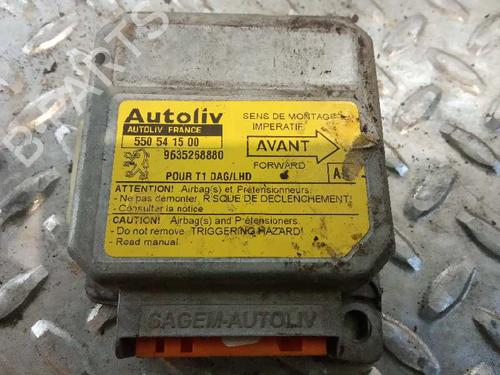 Autoliv
AUTOLIV FRANCE
550 54 15 00
9635268880
POUR T1 DAG/LHD
SENS DE MONTAGE
IMPERATIF
AVANT
FORWARD
ATTENTION! Airbag(s) et Prétensionneurs.
- Ne pas demonter, RISQUE DE DECLENCHEMENT
- Consulter la notice
CAUTION! Airbag(s) and Prétensioners.
- Do not remove TRIGGERING HAZARD!
- Read manual.
SAGEM-AUTOLIV